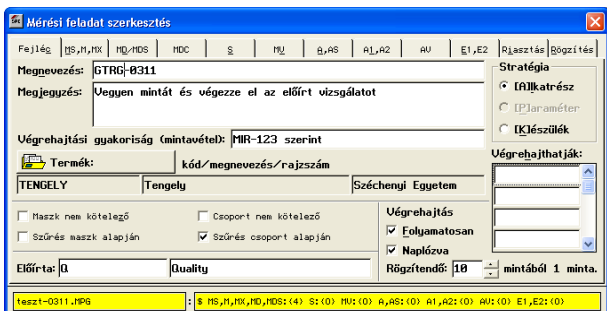 Mérési feladat szerkesztés
Fejléc MS,M,MX MD/MDS MDC S MU A,AS A1,A2 AV E1,E2 Riasztás Rögzítés
Megnevezés: GTRG-0311
Megjegyzés: Vegyen mintát és végezze el az előírt vizsgálatot
Végrehajtási gyakoriság (mintavétel): MIR-123 szerint
Termék: kód/megnevezés/rajzszám
TENGELY Tengely Széchenyi Egyetem
Maszk nem kötelező Csoport nem kötelező
Szűrés maszk alapján Szűrés csoport alapján
Végrehajtás
Folyamatosan
Naplózva
Előírta: Q Quality Rögzítendő: 10 mintából 1 minta.
Stratégia
[A]lkatrész
[P]araméter
[K]észülék
Végrehajthatják:
teszt-0311.MPG : $ MS,M,MX,MD,MDS:(4) S:(0) MU:(0) A,AS:(0) A1,A2:(0) AU:(0) E1,E2:(0)